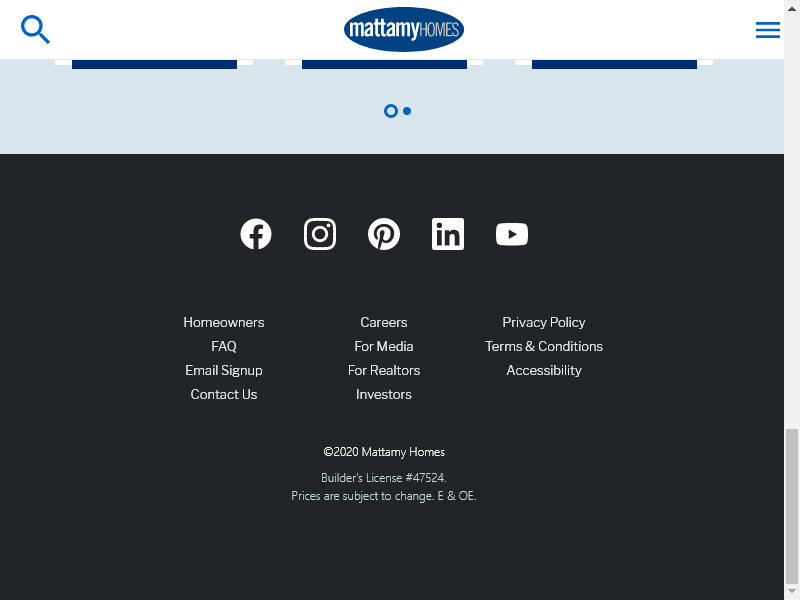 mattamyHOMES
Homeowners
FAQ
Email Signup
Contact Us
Careers
For Media
For Realtors
Investors
Privacy Policy
Terms & Conditions
Accessibility
©2020 Mattamy Homes
Builder's License #47524.
Prices are subject to change. E & OE.